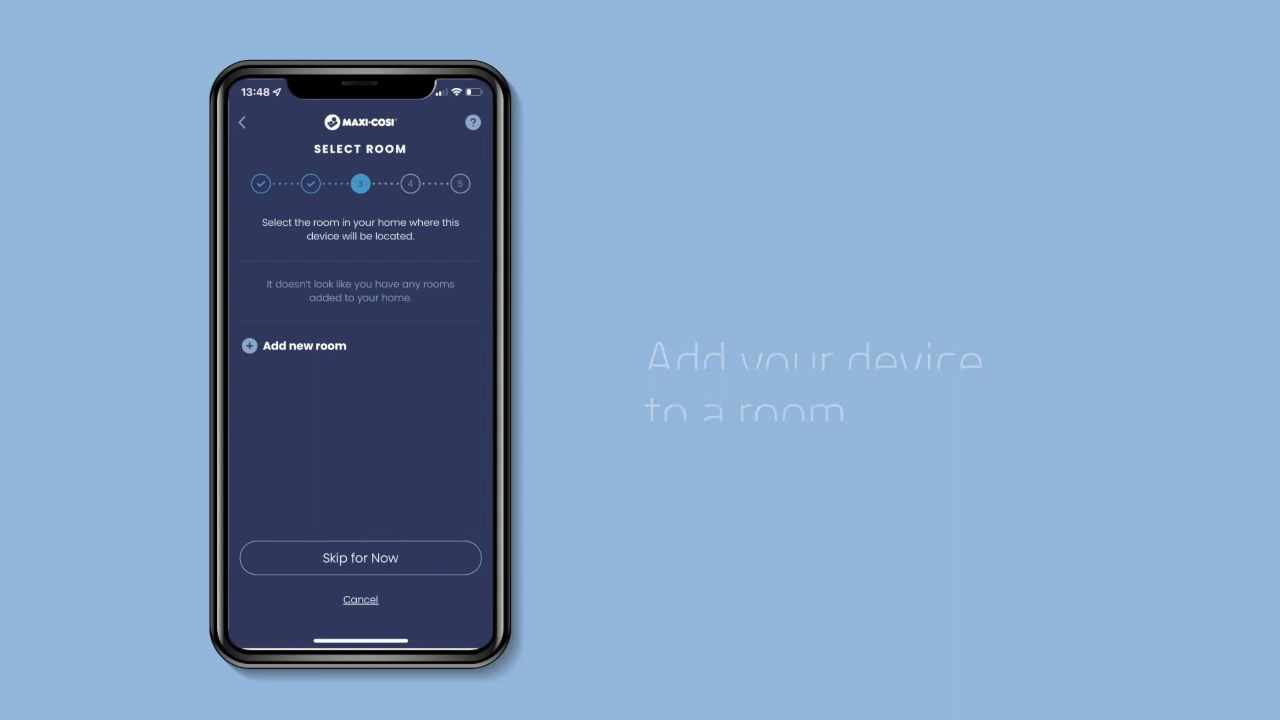 13:48
MAXI·COSI
?
SELECT ROOM
3 4 5
Select the room in your home where this
device will be located.
It doesn't look like you have any rooms
added to your home.
+ Add new room
Skip for Now
Cancel
Add your device
to a room